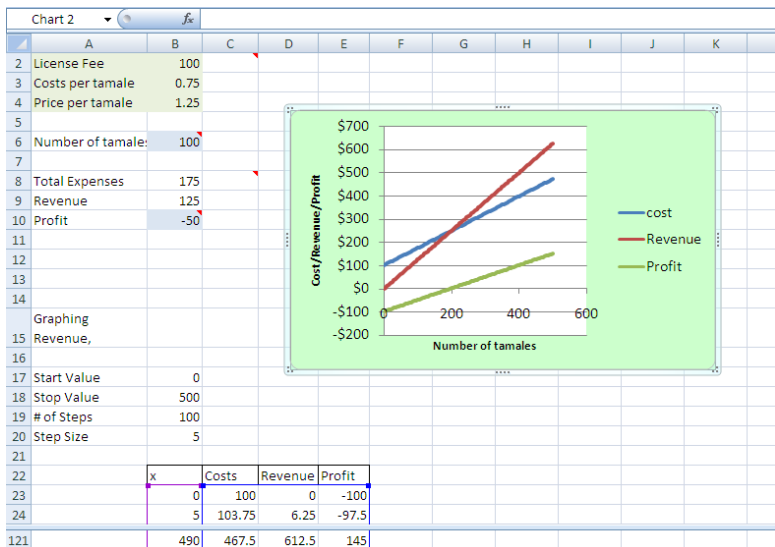 Chart 2 fx
A B C D E F G H I J K
2 License Fee 100
3 Costs per tamale 0.75
4 Price per tamale 1.25
5
6 Number of tamales 100
7
8 Total Expenses 175
9 Revenue 125
10 Profit -50
11
12
13
14
Graphing
15 Revenue,
16
17 Start Value 0
18 Stop Value 500
19 # of Steps 100
20 Step Size 5
21
22 x Costs Revenue Profit
23 0 100 0 -100
24 5 103.75 6.25 -97.5
121 490 467.5 612.5 145
Cost/Revenue/Profit
$700
$600
$500
$400
$300
$200
$100
$0
-$100
-$200
0 200 400 600
Number of tamales
cost
Revenue
Profit